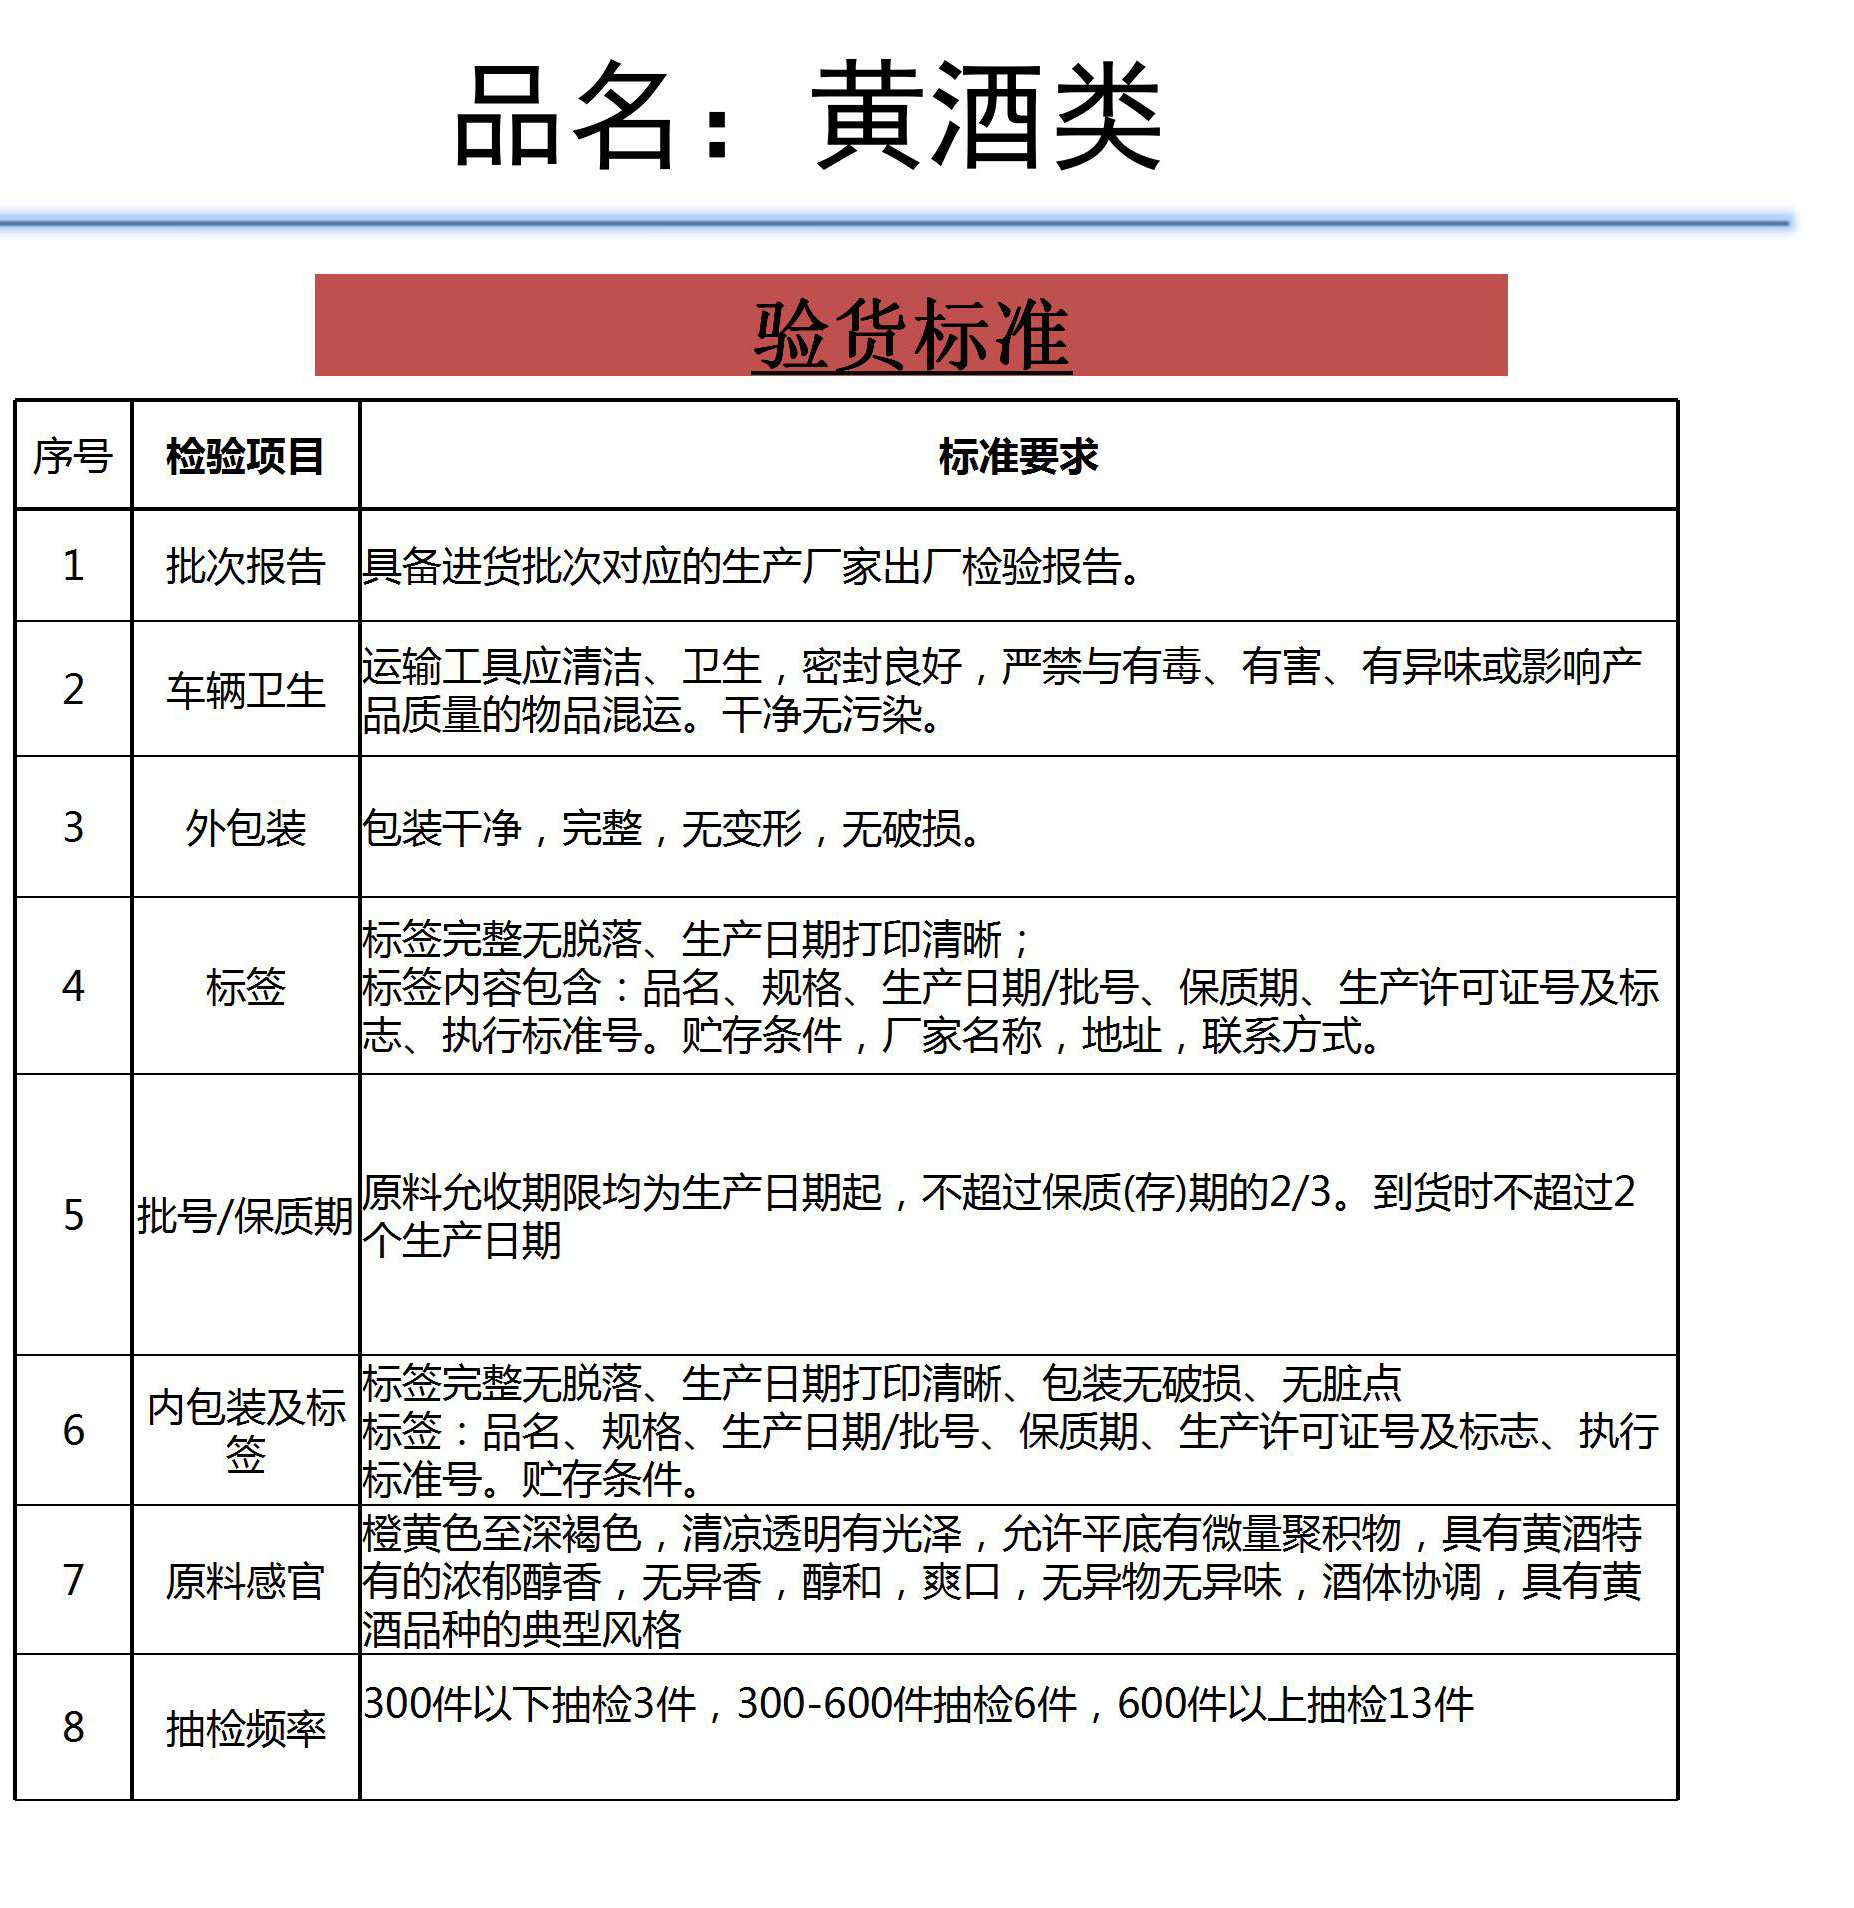 品名：黄酒类
验货标准
序号 检验项目 标准要求
1 批次报告 具备进货批次对应的生产厂家出厂检验报告。
2 车辆卫生 运输工具应清洁、卫生，密封良好，严禁与有毒、有害、有异味或影响产
品质量的物品混运。干净无污染。
3 外包装 包装干净，完整，无变形，无破损。
4 标签 标签完整无脱落、生产日期打印清晰；
标签内容包含：品名、规格、生产日期/批号、保质期、生产许可证号及标
志、执行标准号。贮存条件，厂家名称，地址，联系方式。
5 批号/保质期 原料允收期限均为生产日期起，不超过保质(存)期的2/3。到货时不超过2
个生产日期
6 内包装及标
签
标签完整无脱落、生产日期打印清晰、包装无破损、无脏点
标签：品名、规格、生产日期/批号、保质期、生产许可证号及标志、执行
标准号。贮存条件。
7 原料感官 橙黄色至深褐色，清凉透明有光泽，允许平底有微量聚积物，具有黄酒特
有的浓郁醇香，无异香，醇和，爽口，无异物无异味，酒体协调，具有黄
酒品种的典型风格
8 抽检频率 300件以下抽检3件，300-600件抽检6件，600件以上抽检13件